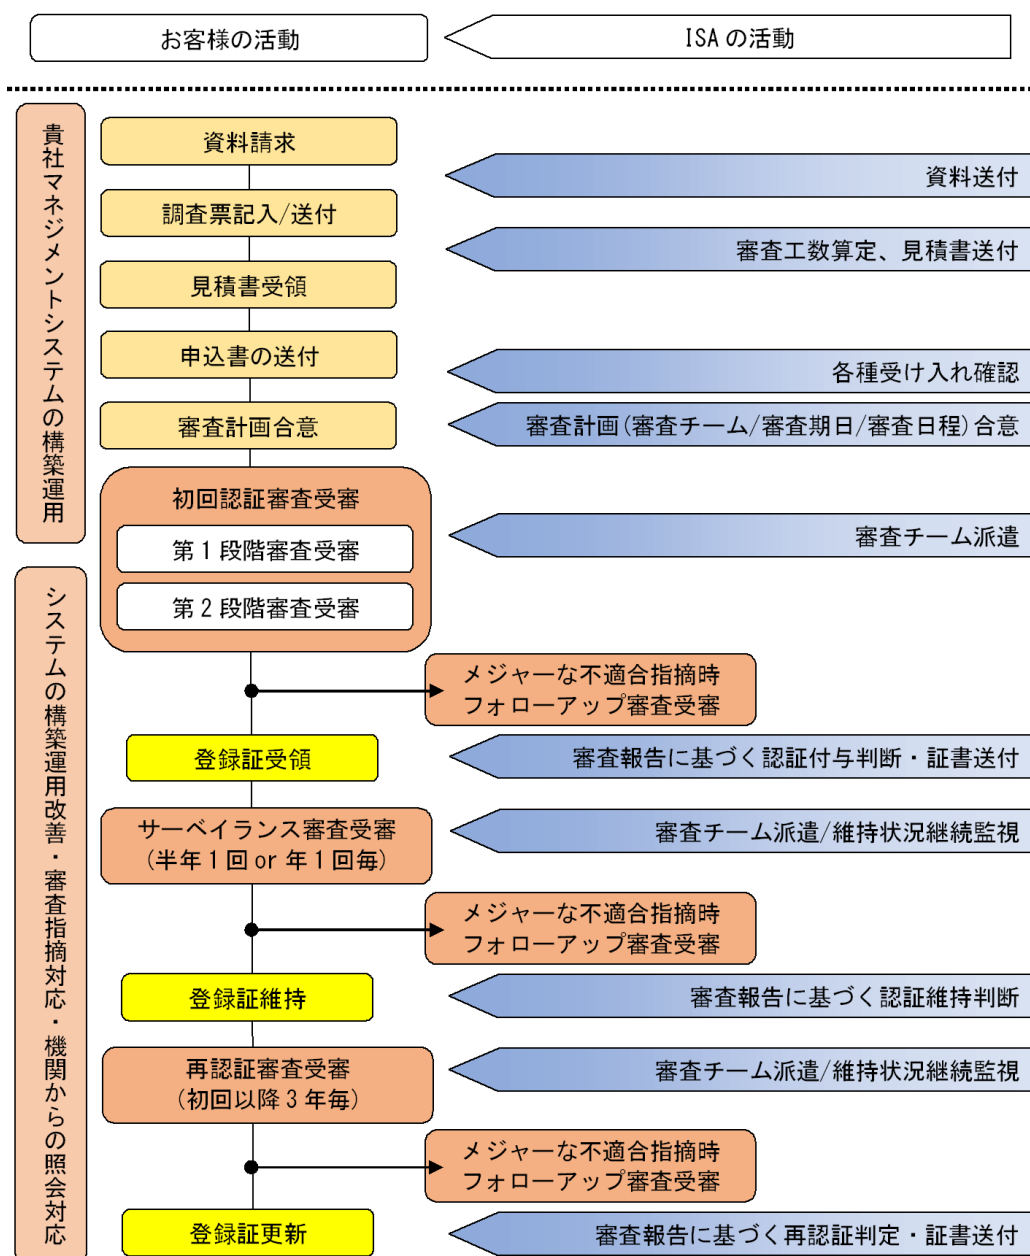 お客様の活動
ISAの活動
貴社マネジメントシステムの構築運用
資料請求
資料送付
調査票記入/送付
審査工数算定、見積書送付
見積書受領
申込書の送付
各種受け入れ確認
審査計画合意
審査計画(審査チーム/審査期日/審査日程)合意
初回認証審査受審
第1段階審査受審
第2段階審査受審
審査チーム派遣
システムの構築運用改善・審査指摘対応・機関からの照会対応
メジャーな不適合指摘時
フォローアップ審査受審
登録証受領
審査報告に基づく認証付与判断・証書送付
サーベイランス審査受審
(半年1回or年1回毎)
審査チーム派遣/維持状況継続監視
メジャーな不適合指摘時
フォローアップ審査受審
登録証維持
審査報告に基づく認証維持判断
再認証審査受審
(初回以降3年毎)
審査チーム派遣/維持状況継続監視
メジャーな不適合指摘時
フォローアップ審査受審
登録証更新
審査報告に基づく再認証判定・証書送付